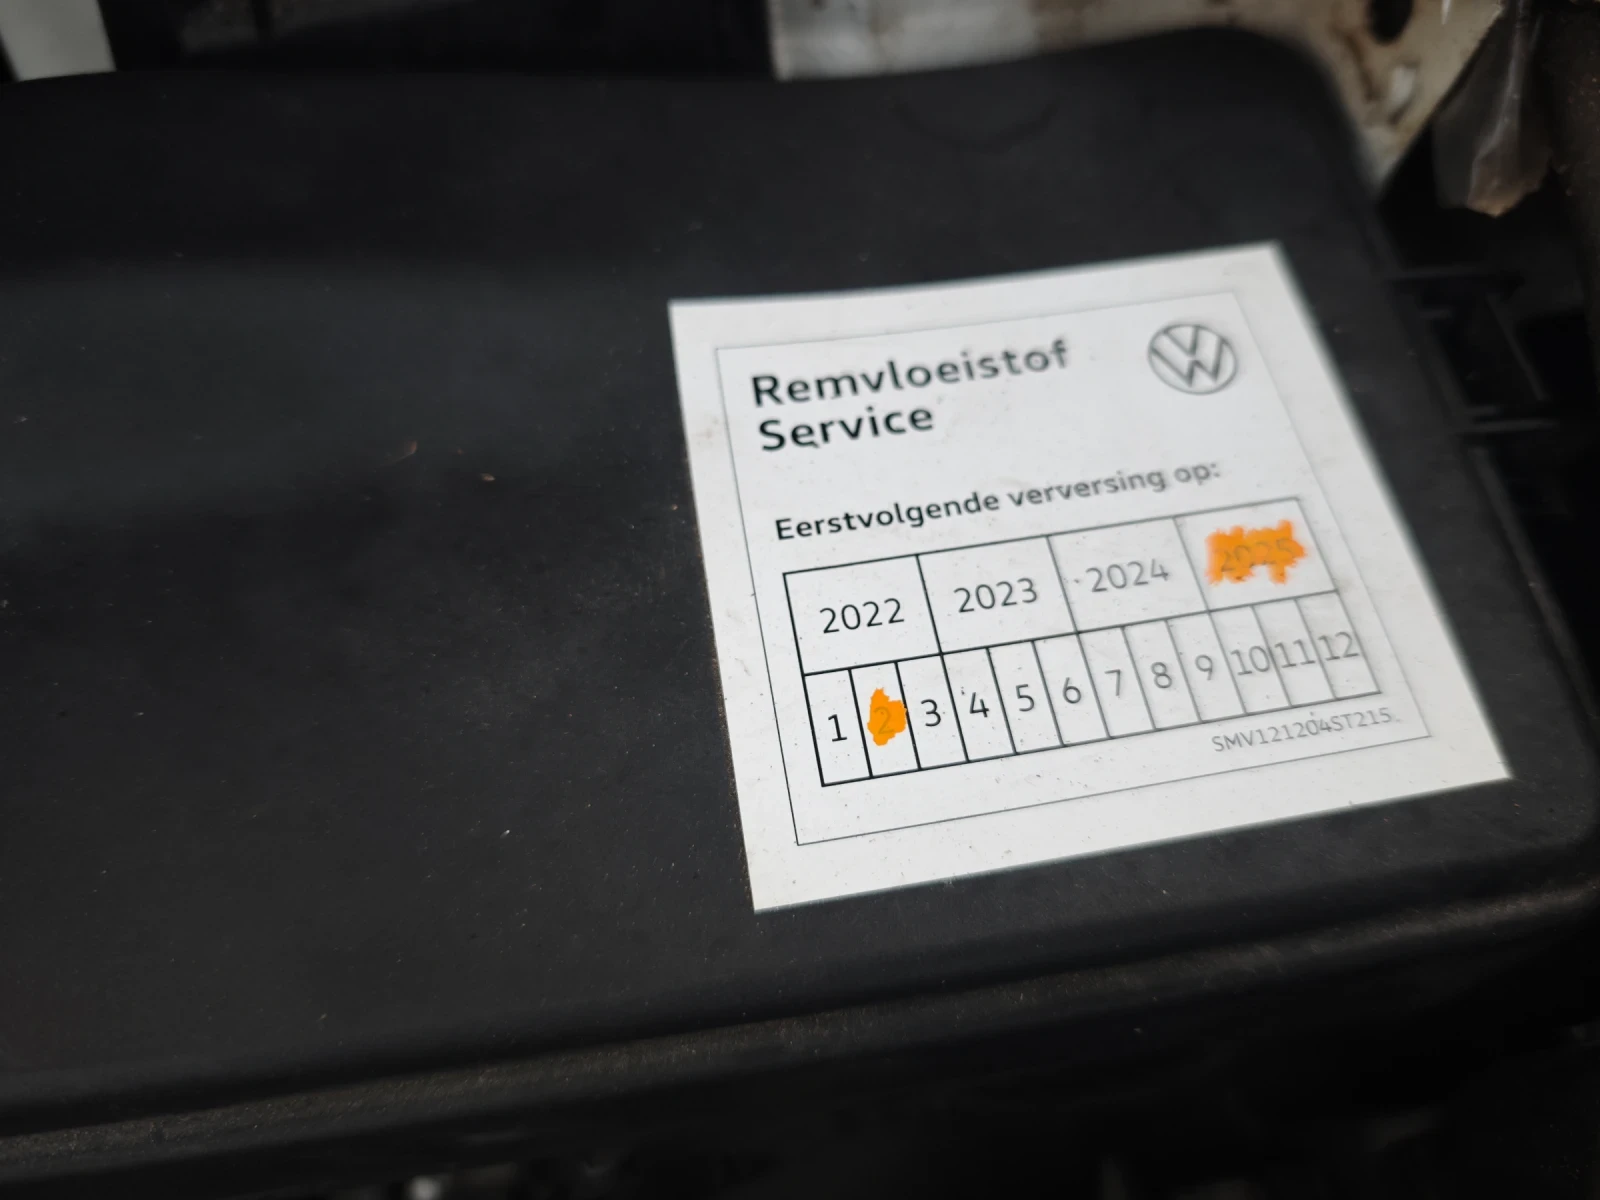 Remvloeistof
Service
Eerstvolgende verversing op:
2022 2023 2024 2025
1 2 3 4 5 6 7 8 9 10 11 12
SMV121204ST215